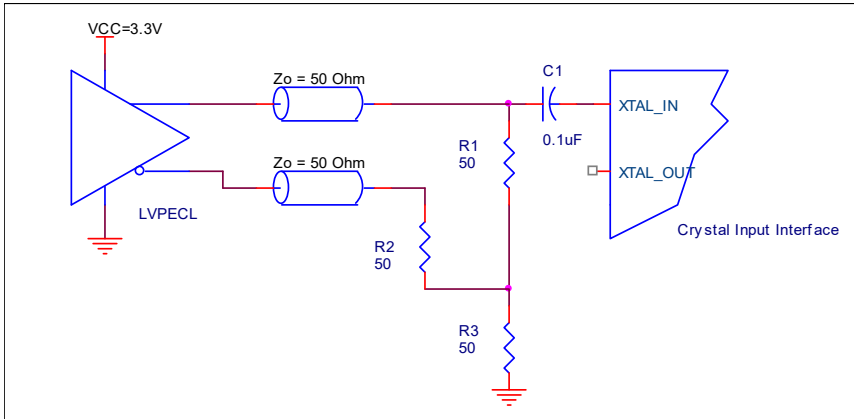 VCC=3.3V
Zo = 50 Ohm
C1
XTAL_IN
0.1uF
R1
50
Zo = 50 Ohm
XTAL_OUT
LVPECL
R2
50
Crystal Input Interface
R3
50